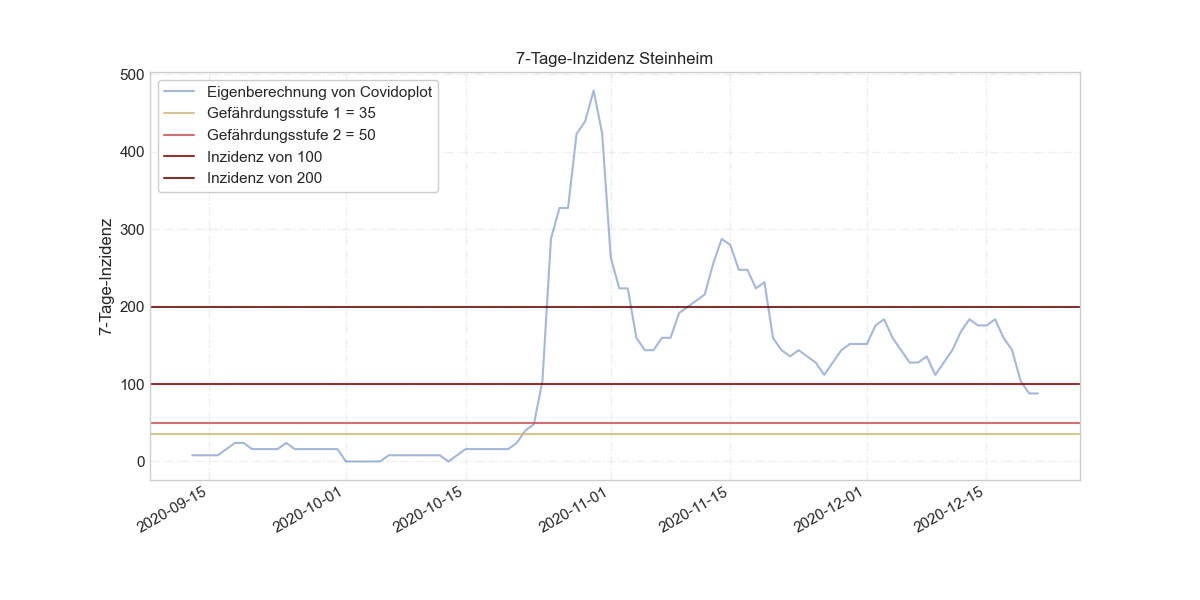 7-Tage-Inzidenz Steinheim
500
400
300
200
100
0
7-Tage-Inzidenz
Eigenberechnung von Covidoplot
Gefährdungsstufe 1 = 35
Gefährdungsstufe 2 = 50
Inzidenz von 100
Inzidenz von 200
2020-09-15
2020-10-01
2020-10-15
2020-11-01
2020-11-15
2020-12-01
2020-12-15